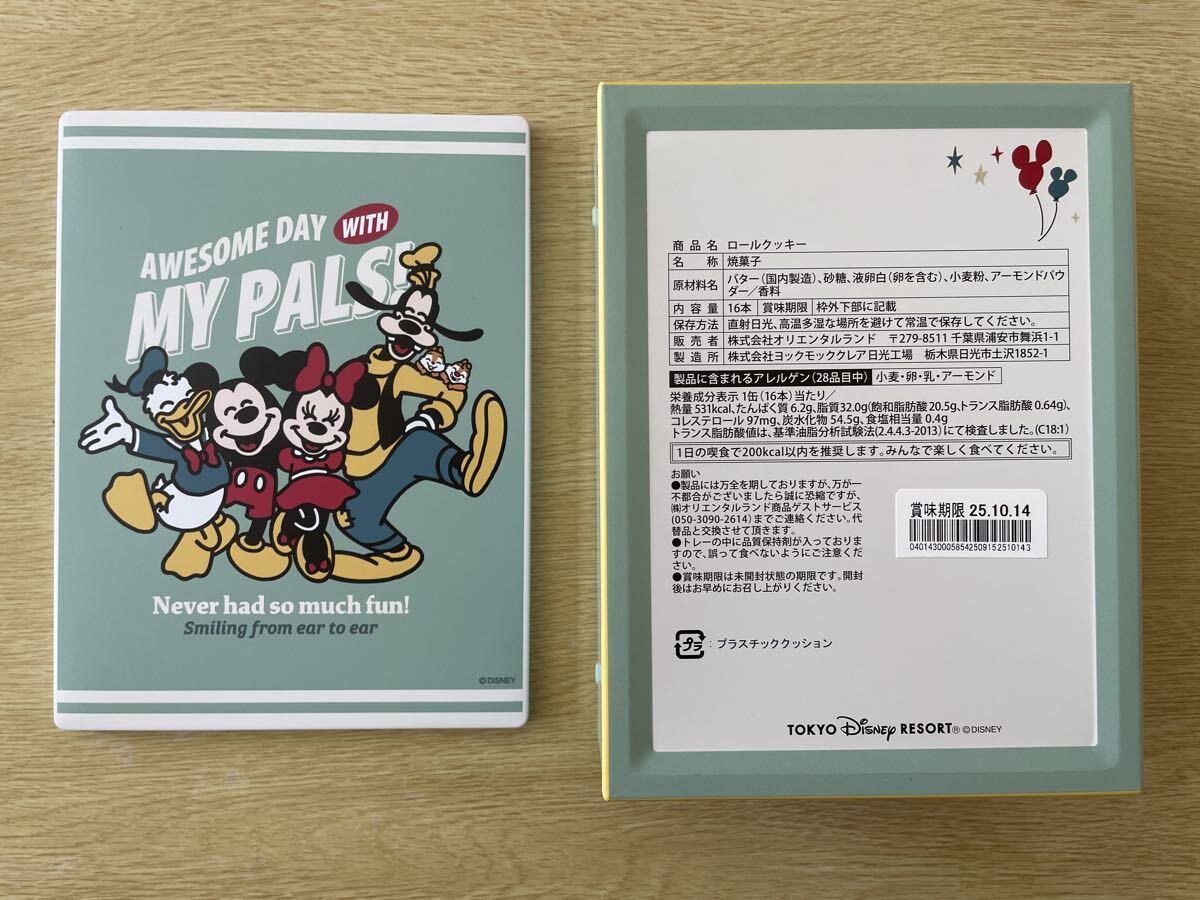 AWESOME DAY WITH
MY PALS!
Never had so much fun!
Smiling from ear to ear
©DISNEY
商品名 ロールクッキー
名称 焼菓子
原材料名 バター(国内製造)、砂糖、液卵白(卵を含む)、小麦粉、アーモンドパウ
ダー/香料
内容量 16本 賞味期限 枠外下部に記載
保存方法 直射日光、高温多湿な場所を避けて常温で保存してください。
販売者 株式会社オリエンタルランド 〒279-8511 千葉県浦安市舞浜1-1
製造所 株式会社ヨックモッククレア日光工場 栃木県日光市土沢1852-1
製品に含まれるアレルゲン(28品目中) 小麦・卵・乳・アーモンド
栄養成分表示 1缶(16本)当たり/
熱量 531kcal、たんぱく質 6.2g、脂質32.0g(飽和脂肪酸 20.5g、トランス脂肪酸 0.64g)、
コレステロール 97mg、炭水化物 54.5g、食塩相当量 0.4g
トランス脂肪酸値は、基準油脂分析試験法(2.4.4.3-2013)にて検査しました。(C18:1)
1日の喫食で200kcal以内を推奨します。みんなで楽しく食べてください。
お願い
●製品には万全を期しておりますが、万が一
不都合がございましたら誠に恐縮ですが、
㈱オリエンタルランド商品ゲストサービス
(050-3090-2614)までご連絡ください。代
替品と交換させて頂きます。
●トレーの中に品質保持剤が入っております
ので、誤って食べないようにご注意くだ
さい。
●賞味期限は未開封状態の期限です。開封
後はお早めにお召し上がりください。
賞味期限 25.10.14
04014300058542509152510143
プラ:プラスチッククッション
TOKYO Disney RESORT® ©DISNEY